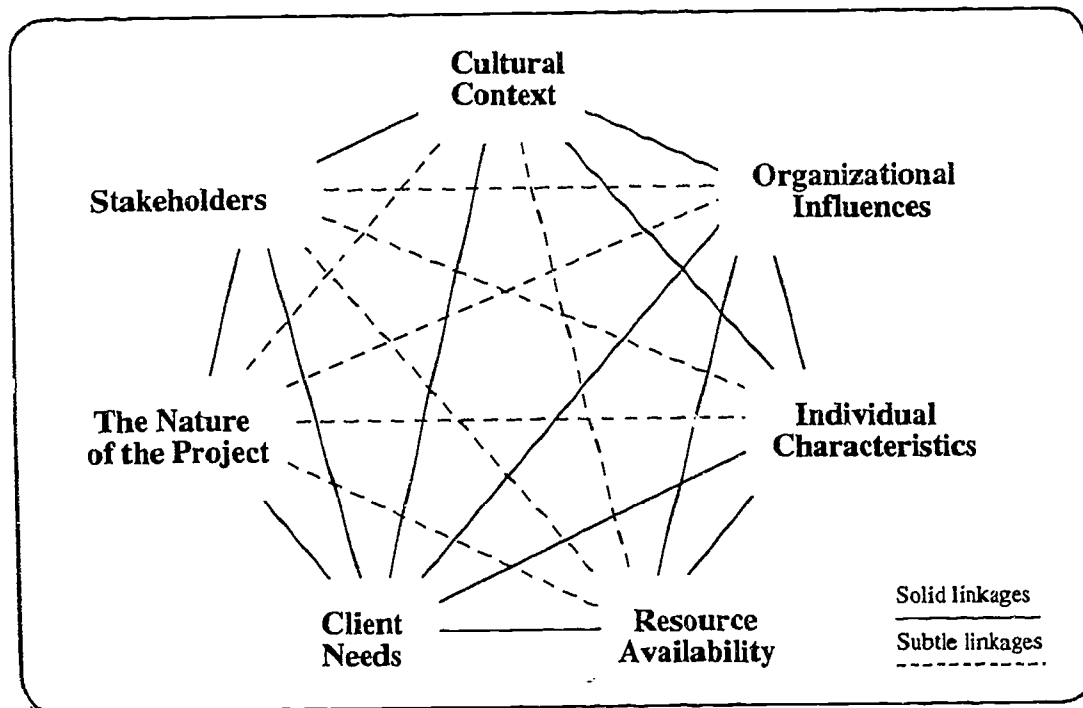 Cultural
Context
Stakeholders
Organizational
Influences
The Nature
of the Project
Individual
Characteristics
Client
Needs
Resource
Availability
Solid linkages
Subtle linkages